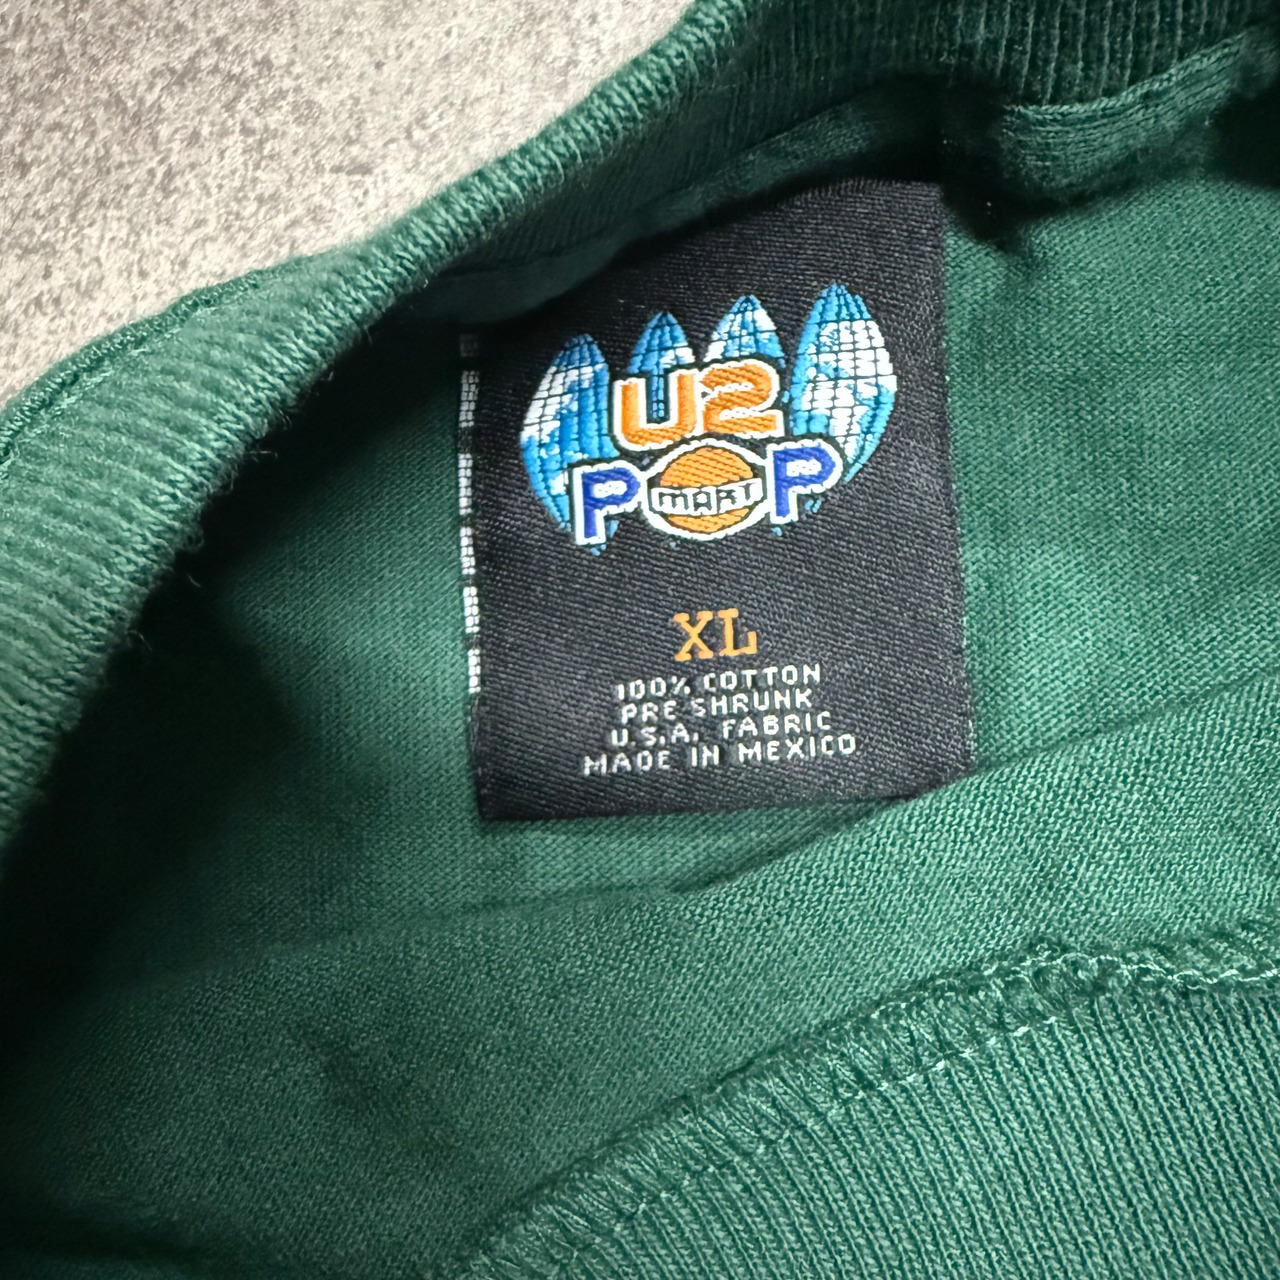 U2
POP
MART
XL
100% COTTON
PRE SHRUNK
U.S.A. FABRIC
MADE IN MEXICO